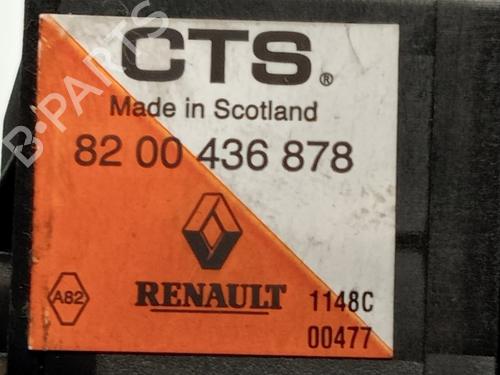 CTS®
Made in Scotland
82 00 436 878
A82
RENAULT
1148C
00477
B-PARTS